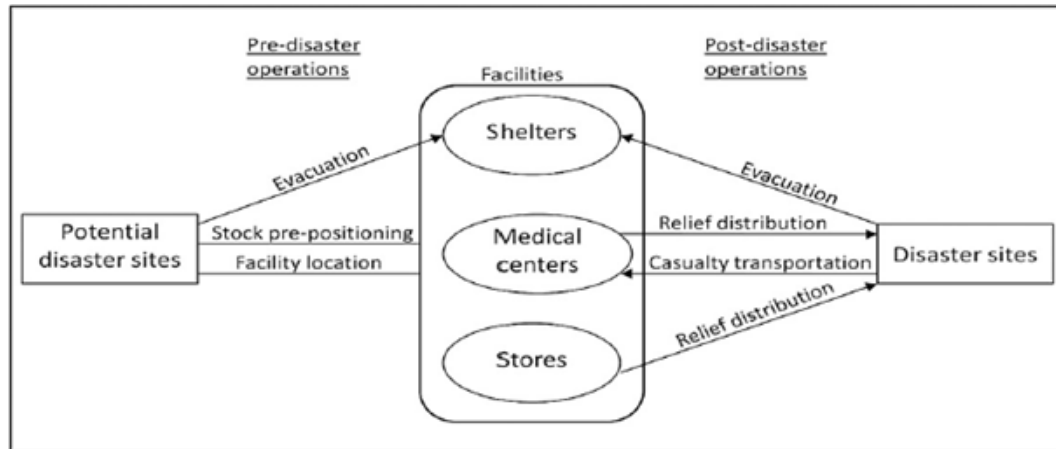 Pre-disaster
operations
Post-disaster
operations
Facilities
Shelters
Evacuation
Evacuation
Potential
disaster sites
Stock pre-positioning
Facility location
Medical
centers
Relief distribution
Casualty transportation
Disaster sites
Relief distribution
Stores